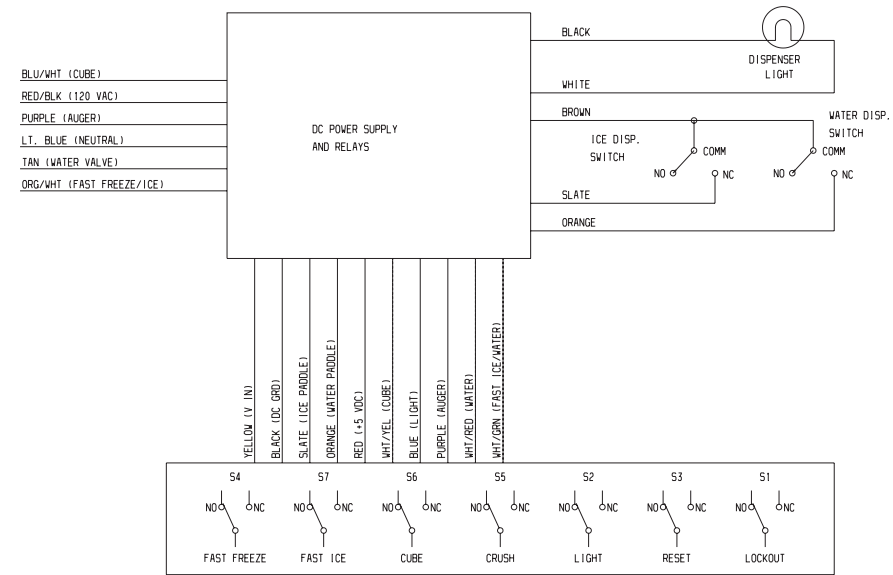 BLU/WHT (CUBE)
RED/BLK (120 VAC)
PURPLE (AUGER)
LT. BLUE (NEUTRAL)
TAN (WATER VALVE)
ORG/WHT (FAST FREEZE/ICE)
DC POWER SUPPLY
AND RELAYS
BLACK
DISPENSER
LIGHT
WHITE
BROWN
ICE DISP.
SWITCH
COMM
NO
NC
WATER DISP.
SWITCH
COMM
NO
NC
SLATE
ORANGE
YELLOW (V IN)
BLACK (DC GRD)
SLATE (ICE PADDLE)
ORANGE (WATER PADDLE)
RED (+5 VDC)
WHT/YEL (CUBE)
BLUE (LIGHT)
PURPLE (AUGER)
WHT/RED (WATER)
WHT/GRN (FAST ICE/WATER)
S4 S7 S6 S5 S2 S3 S1
NO NC NO NC NO NC NO NC NO NC NO NC NO NC
FAST FREEZE FAST ICE CUBE CRUSH LIGHT RESET LOCKOUT